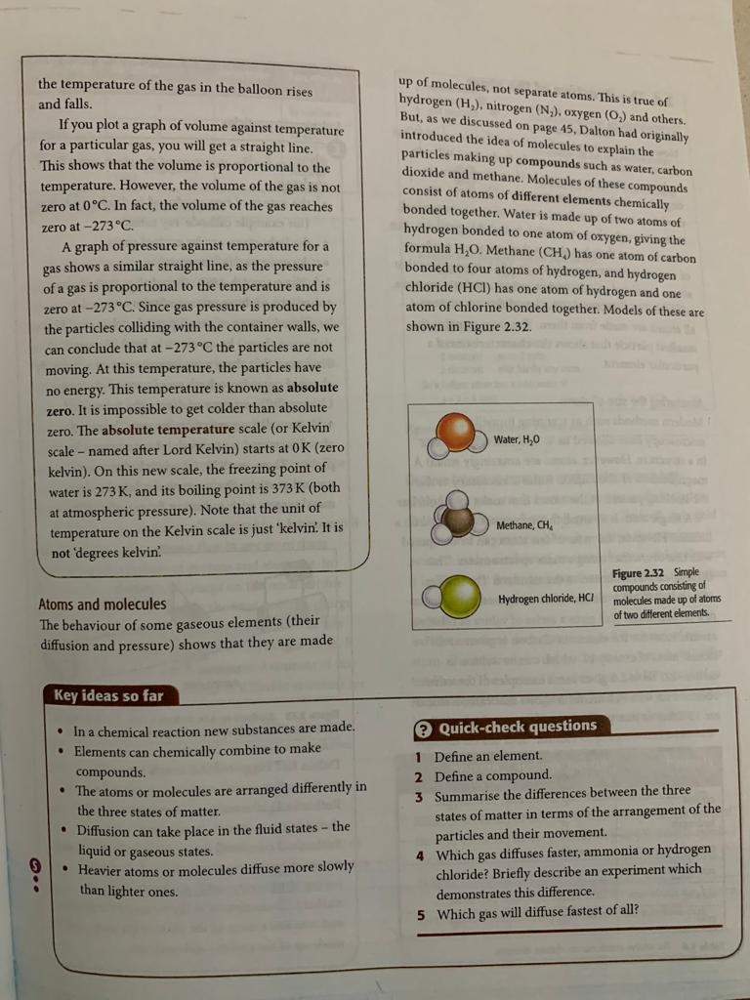 the temperature of the gas in the balloon rises
and falls.
If you plot a graph of volume against temperature
for a particular gas, you will get a straight line.
This shows that the volume is proportional to the
temperature. However, the volume of the gas is not
zero at 0°C. In fact, the volume of the gas reaches
zero at −273°C.
A graph of pressure against temperature for a
gas shows a similar straight line, as the pressure
of a gas is proportional to the temperature and is
zero at −273°C. Since gas pressure is produced by
the particles colliding with the container walls, we
can conclude that at −273°C the particles are not
moving. At this temperature, the particles have
no energy. This temperature is known as absolute
zero. It is impossible to get colder than absolute
zero. The absolute temperature scale (or Kelvin
scale – named after Lord Kelvin) starts at 0K (zero
kelvin). On this new scale, the freezing point of
water is 273K, and its boiling point is 373K (both
at atmospheric pressure). Note that the unit of
temperature on the Kelvin scale is just 'kelvin'. It is
not 'degrees kelvin'.
Atoms and molecules
The behaviour of some gaseous elements (their
diffusion and pressure) shows that they are made
up of molecules, not separate atoms. This is true of
hydrogen (H₂), nitrogen (N₂), oxygen (O₂) and others.
But, as we discussed on page 45, Dalton had originally
introduced the idea of molecules to explain the
particles making up compounds such as water, carbon
dioxide and methane. Molecules of these compounds
consist of atoms of different elements chemically
bonded together. Water is made up of two atoms of
hydrogen bonded to one atom of oxygen, giving the
formula H₂O. Methane (CH₄) has one atom of carbon
bonded to four atoms of hydrogen, and hydrogen
chloride (HCl) has one atom of hydrogen and one
atom of chlorine bonded together. Models of these are
shown in Figure 2.32.
Water, H₂O
Methane, CH₄
Hydrogen chloride, HCl
Figure 2.32 Simple
compounds consisting of
molecules made up of atoms
of two different elements.
Key ideas so far
• In a chemical reaction new substances are made.
• Elements can chemically combine to make
compounds.
• The atoms or molecules are arranged differently in
the three states of matter.
• Diffusion can take place in the fluid states – the
liquid or gaseous states.
S
• Heavier atoms or molecules diffuse more slowly
than lighter ones.
? Quick-check questions
1 Define an element.
2 Define a compound.
3 Summarise the differences between the three
states of matter in terms of the arrangement of the
particles and their movement.
4 Which gas diffuses faster, ammonia or hydrogen
chloride? Briefly describe an experiment which
demonstrates this difference.
5 Which gas will diffuse fastest of all?